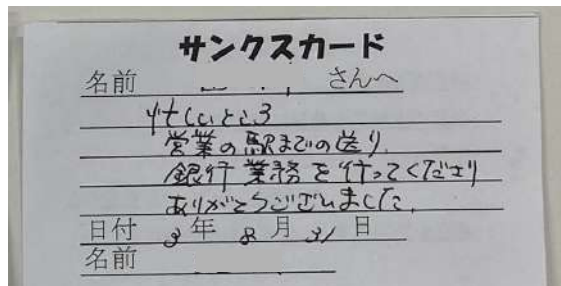 サンクスカード
名前 さんへ
忙しいところ
営業の駅までの送り
銀行業務を行ってくださり
ありがとうございました。
日付 3年 8月 31日
名前